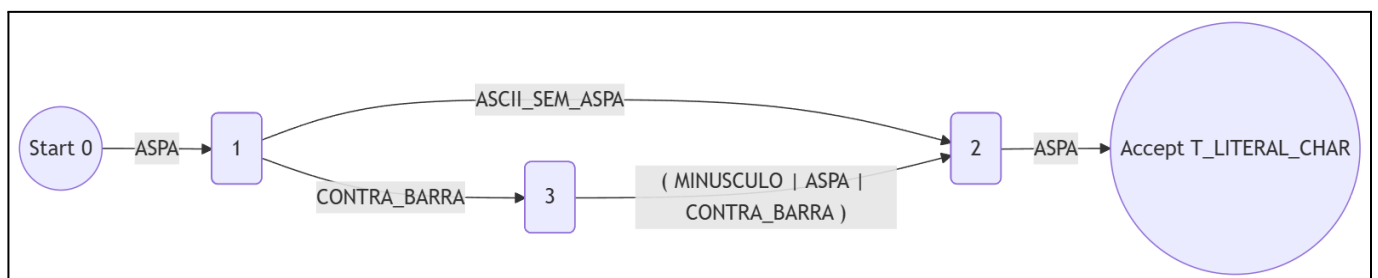 Start 0
ASPA
1
ASCII_SEM_ASPA
CONTRA_BARRA
3
( MINUSCULO | ASPA |
CONTRA_BARRA )
2
ASPA
Accept T_LITERAL_CHAR